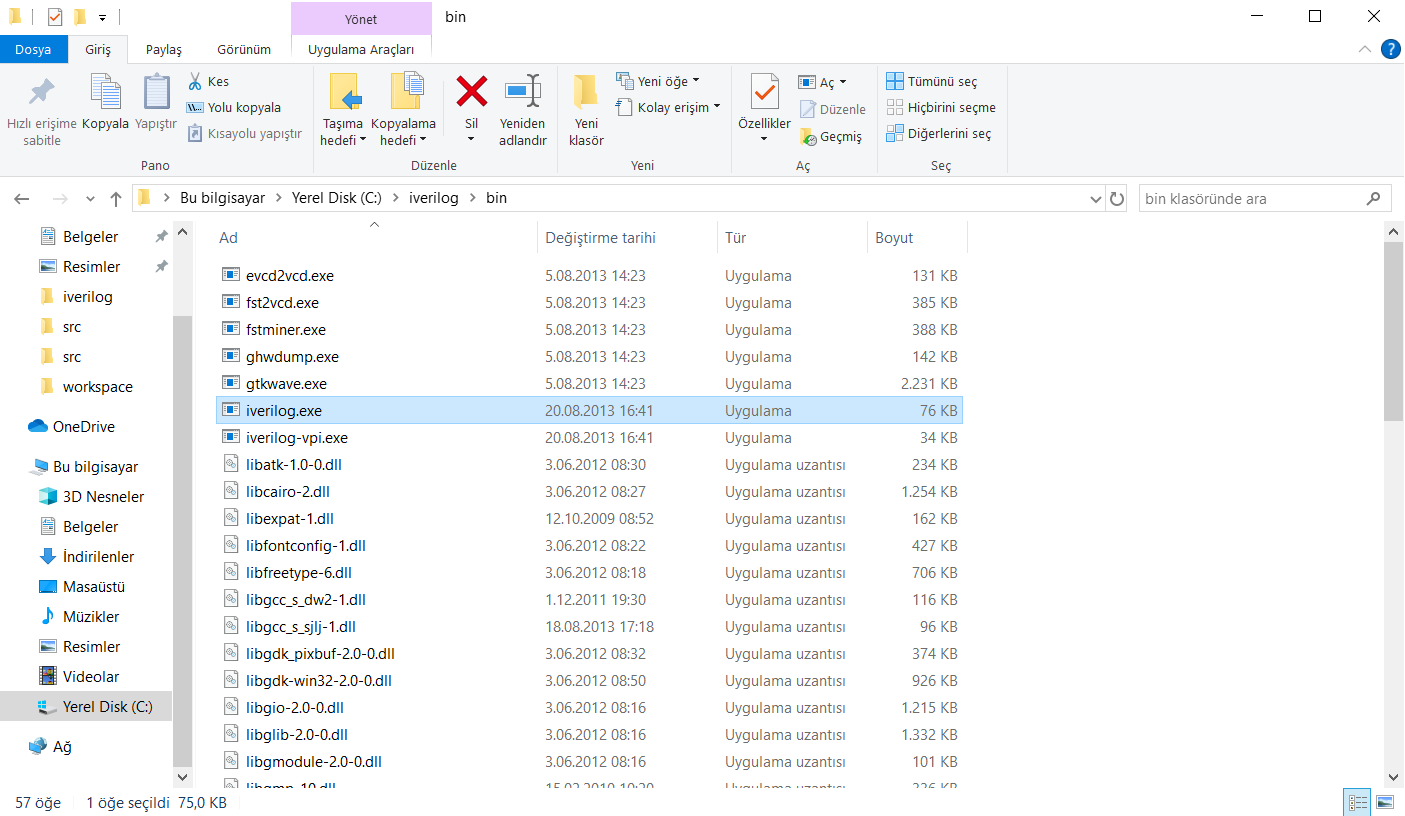 Yönet
bin
Dosya
Giriş
Paylaş
Görünüm
Uygulama Araçları
?
Hızlı erişime sabitle
Kopyala
Yapıştır
Kes
Yolu kopyala
Kısayolu yapıştır
Taşıma hedefi
Kopyalama hedefi
Sil
Yeniden adlandır
Yeni klasör
Yeni öğe
Kolay erişim
Özellikler
Aç
Düzenle
Geçmiş
Tümünü seç
Hiçbirini seçme
Diğerlerini seç
Pano
Düzenle
Yeni
Aç
Seç
Bu bilgisayar > Yerel Disk (C:) > iverilog > bin
bin klasöründe ara
Belgeler
Resimler
iverilog
src
src
workspace
OneDrive
Bu bilgisayar
3D Nesneler
Belgeler
İndirilenler
Masaüstü
Müzikler
Resimler
Videolar
Yerel Disk (C:)
Ağ
Ad Değiştirme tarihi Tür Boyut
evcd2vcd.exe 5.08.2013 14:23 Uygulama 131 KB
fst2vcd.exe 5.08.2013 14:23 Uygulama 385 KB
fstminer.exe 5.08.2013 14:23 Uygulama 388 KB
ghwdump.exe 5.08.2013 14:23 Uygulama 142 KB
gtkwave.exe 5.08.2013 14:23 Uygulama 2.231 KB
iverilog.exe 20.08.2013 16:41 Uygulama 76 KB
iverilog-vpi.exe 20.08.2013 16:41 Uygulama 34 KB
libatk-1.0-0.dll 3.06.2012 08:30 Uygulama uzantısı 234 KB
libcairo-2.dll 3.06.2012 08:27 Uygulama uzantısı 1.254 KB
libexpat-1.dll 12.10.2009 08:52 Uygulama uzantısı 162 KB
libfontconfig-1.dll 3.06.2012 08:22 Uygulama uzantısı 427 KB
libfreetype-6.dll 3.06.2012 08:18 Uygulama uzantısı 706 KB
libgcc_s_dw2-1.dll 1.12.2011 19:30 Uygulama uzantısı 116 KB
libgcc_s_sjlj-1.dll 18.08.2013 17:18 Uygulama uzantısı 96 KB
libgdk_pixbuf-2.0-0.dll 3.06.2012 08:32 Uygulama uzantısı 374 KB
libgdk-win32-2.0-0.dll 3.06.2012 08:50 Uygulama uzantısı 926 KB
libgio-2.0-0.dll 3.06.2012 08:16 Uygulama uzantısı 1.215 KB
libglib-2.0-0.dll 3.06.2012 08:16 Uygulama uzantısı 1.332 KB
libgmodule-2.0-0.dll 3.06.2012 08:16 Uygulama uzantısı 101 KB
57 öğe 1 öğe seçildi 75,0 KB